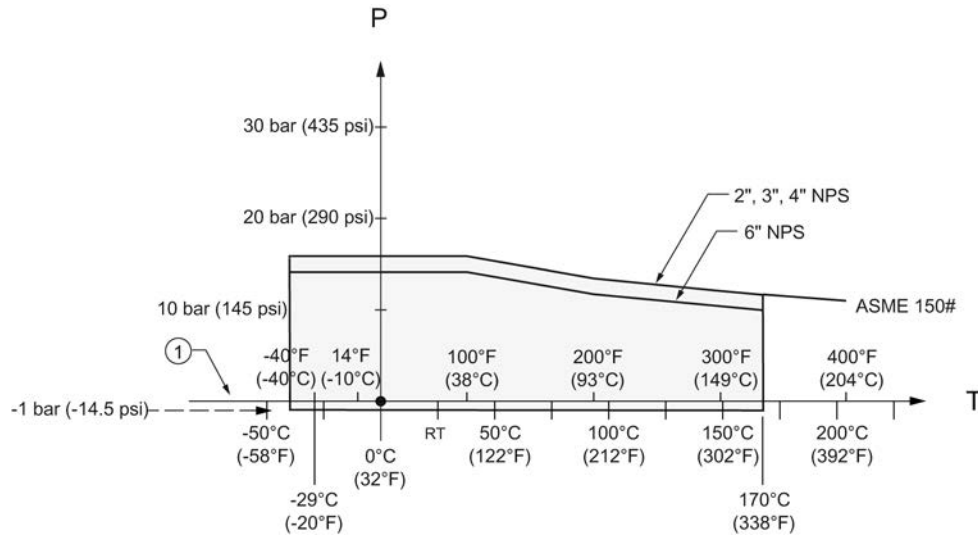 P
30 bar (435 psi)
20 bar (290 psi)
2", 3", 4" NPS
6" NPS
10 bar (145 psi)
ASME 150#
1
-40°F
(-40°C)
14°F
(-10°C)
100°F
(38°C)
200°F
(93°C)
300°F
(149°C)
400°F
(204°C)
-1 bar (-14.5 psi)
T
-50°C
(-58°F)
0°C
(32°F)
RT
50°C
(122°F)
100°C
(212°F)
150°C
(302°F)
200°C
(392°F)
-29°C
(-20°F)
170°C
(338°F)